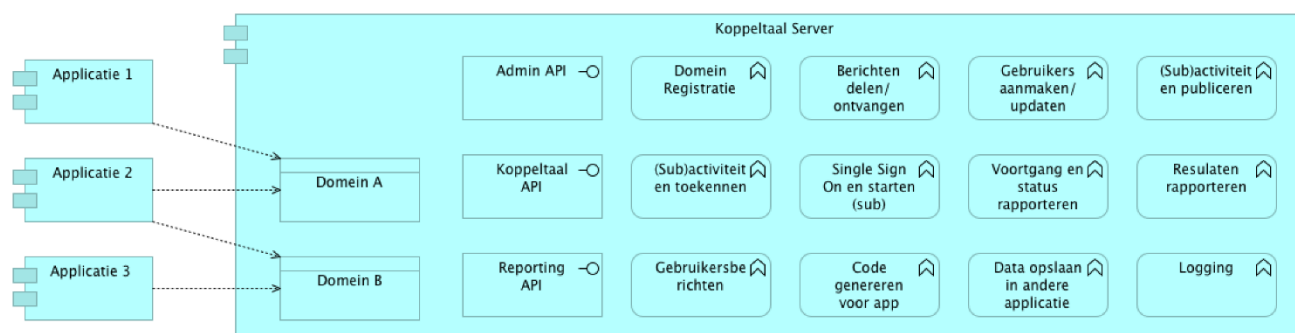 Koppeltaal Server
Applicatie 1
Applicatie 2
Applicatie 3
Domein A
Domein B
Admin API
Domein
Registratie
Berichten
delen/
ontvangen
Gebruikers
aanmaken/
updaten
(Sub)activiteit
en publiceren
Koppeltaal
API
(Sub)activiteit
en toekennen
Single Sign
On en starten
(sub)
Voortgang en
status
rapporteren
Resulaten
rapporteren
Reporting
API
Gebruikersbe
richten
Code
genereren
voor app
Data opslaan
in andere
applicatie
Logging